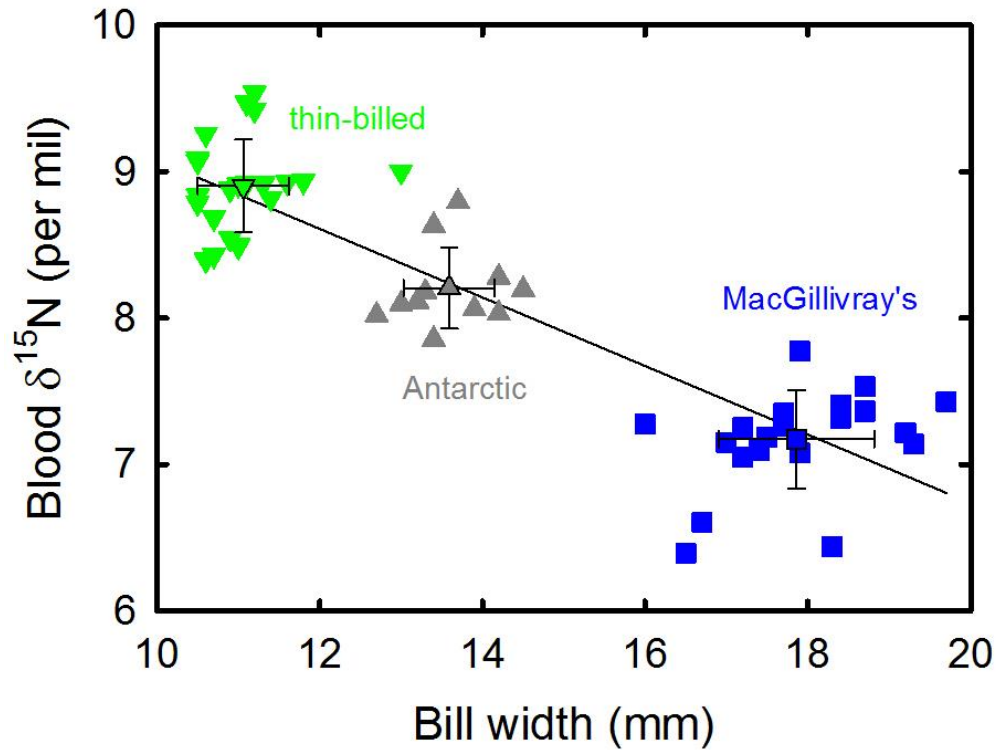 10
9
8
7
6
Blood δ¹⁵N (per mil)
thin-billed
Antarctic
MacGillivray's
10 12 14 16 18 20
Bill width (mm)